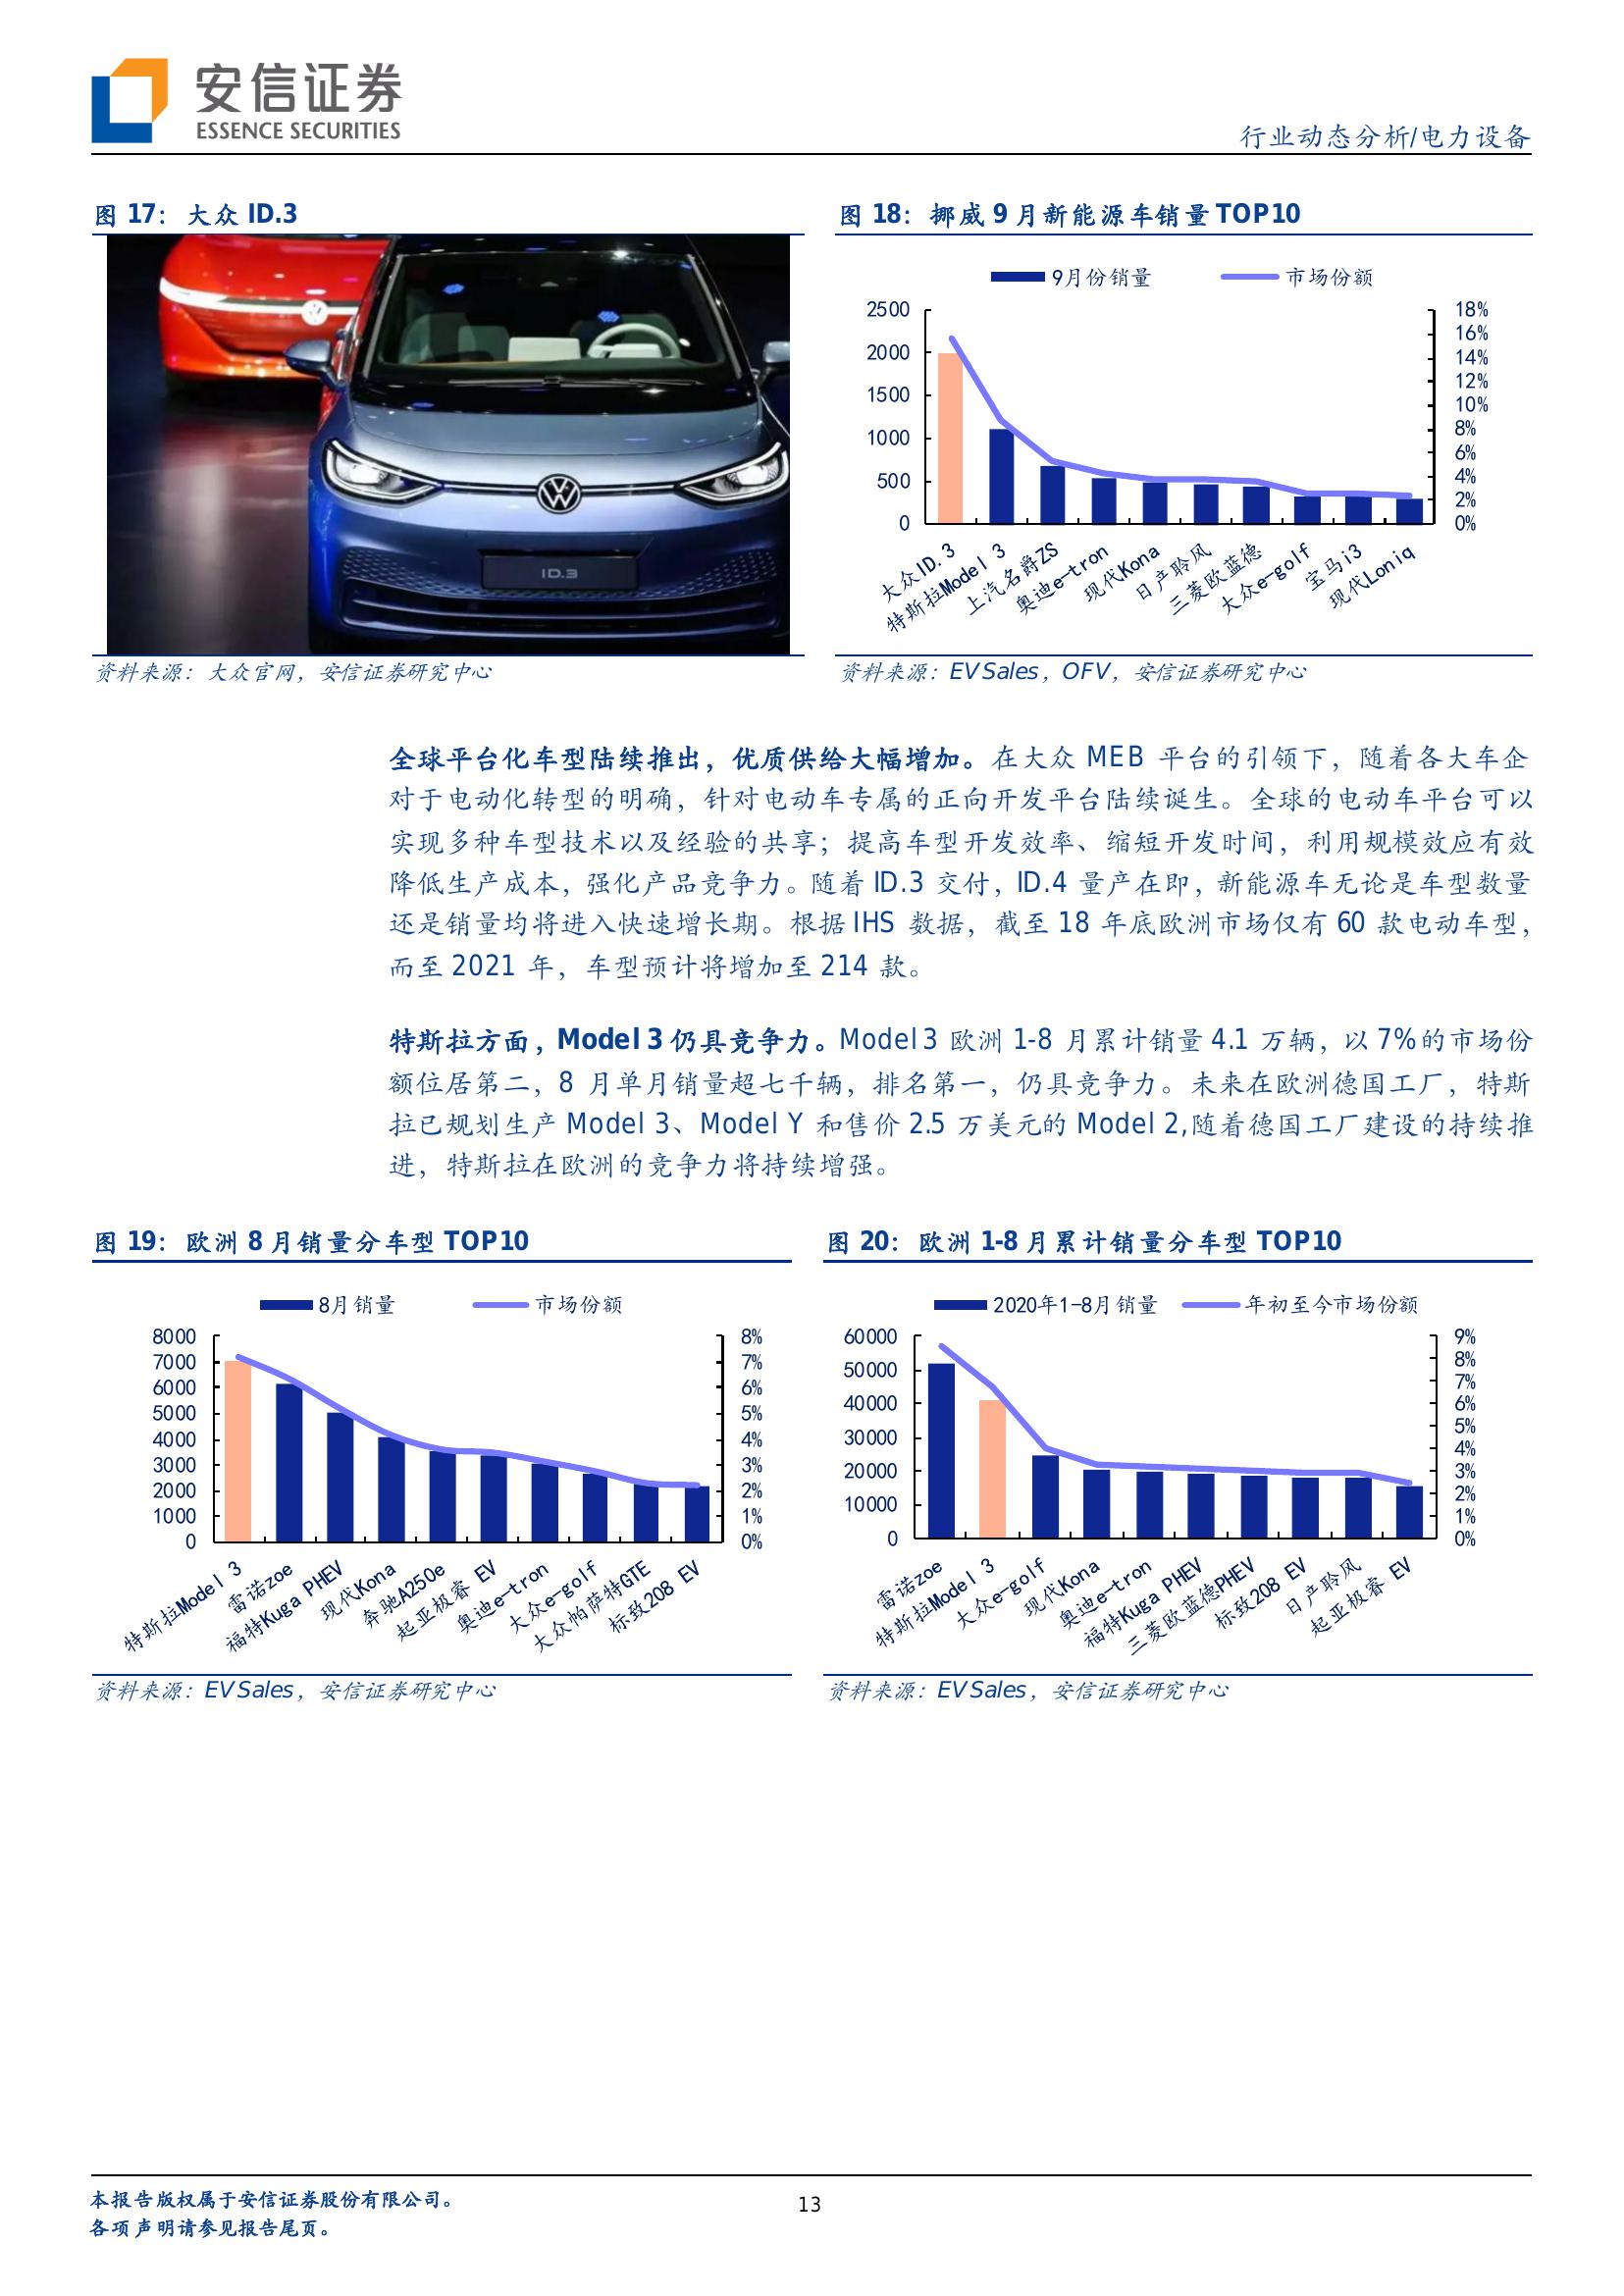 安信证券
ESSENCE SECURITIES
行业动态分析/电力设备
图 17：大众 ID.3
ID.3
资料来源：大众官网，安信证券研究中心
图 18：挪威 9 月新能源车销量 TOP10
9月份销量 市场份额
2500
2000
1500
1000
500
0
18%
16%
14%
12%
10%
8%
6%
4%
2%
0%
大众ID.3
特斯拉Model 3
上汽名爵ZS
奥迪e-tron
现代Kona
日产聆风
三菱欧蓝德
大众e-golf
宝马i3
现代Loniq
资料来源：EV Sales，OFV，安信证券研究中心
全球平台化车型陆续推出，优质供给大幅增加。在大众 MEB 平台的引领下，随着各大车企
对于电动化转型的明确，针对电动车专属的正向开发平台陆续诞生。全球的电动车平台可以
实现多种车型技术以及经验的共享；提高车型开发效率、缩短开发时间，利用规模效应有效
降低生产成本，强化产品竞争力。随着 ID.3 交付，ID.4 量产在即，新能源车无论是车型数量
还是销量均将进入快速增长期。根据 IHS 数据，截至 18 年底欧洲市场仅有 60 款电动车型，
而至 2021 年，车型预计将增加至 214 款。
特斯拉方面，Model 3 仍具竞争力。Model 3 欧洲 1-8 月累计销量 4.1 万辆，以 7%的市场份
额位居第二，8 月单月销量超七千辆，排名第一，仍具竞争力。未来在欧洲德国工厂，特斯
拉已规划生产 Model 3、Model Y 和售价 2.5 万美元的 Model 2,随着德国工厂建设的持续推
进，特斯拉在欧洲的竞争力将持续增强。
图 19：欧洲 8 月销量分车型 TOP10
8月销量 市场份额
8000
7000
6000
5000
4000
3000
2000
1000
0
8%
7%
6%
5%
4%
3%
2%
1%
0%
特斯拉Model 3
雷诺zoe
福特Kuga PHEV
现代Kona
奔驰A250e
起亚极睿 EV
奥迪e-tron
大众e-golf
大众帕萨特GTE
标致208 EV
资料来源：EV Sales，安信证券研究中心
图 20：欧洲 1-8 月累计销量分车型 TOP10
2020年1-8月销量 年初至今市场份额
60000
50000
40000
30000
20000
10000
0
9%
8%
7%
6%
5%
4%
3%
2%
1%
0%
雷诺zoe
特斯拉Model 3
大众e-golf
现代Kona
奥迪e-tron
福特Kuga PHEV
三菱欧蓝德PHEV
标致208 EV
日产聆风
起亚极睿 EV
资料来源：EV Sales，安信证券研究中心
本报告版权属于安信证券股份有限公司。
各项声明请参见报告尾页。
13